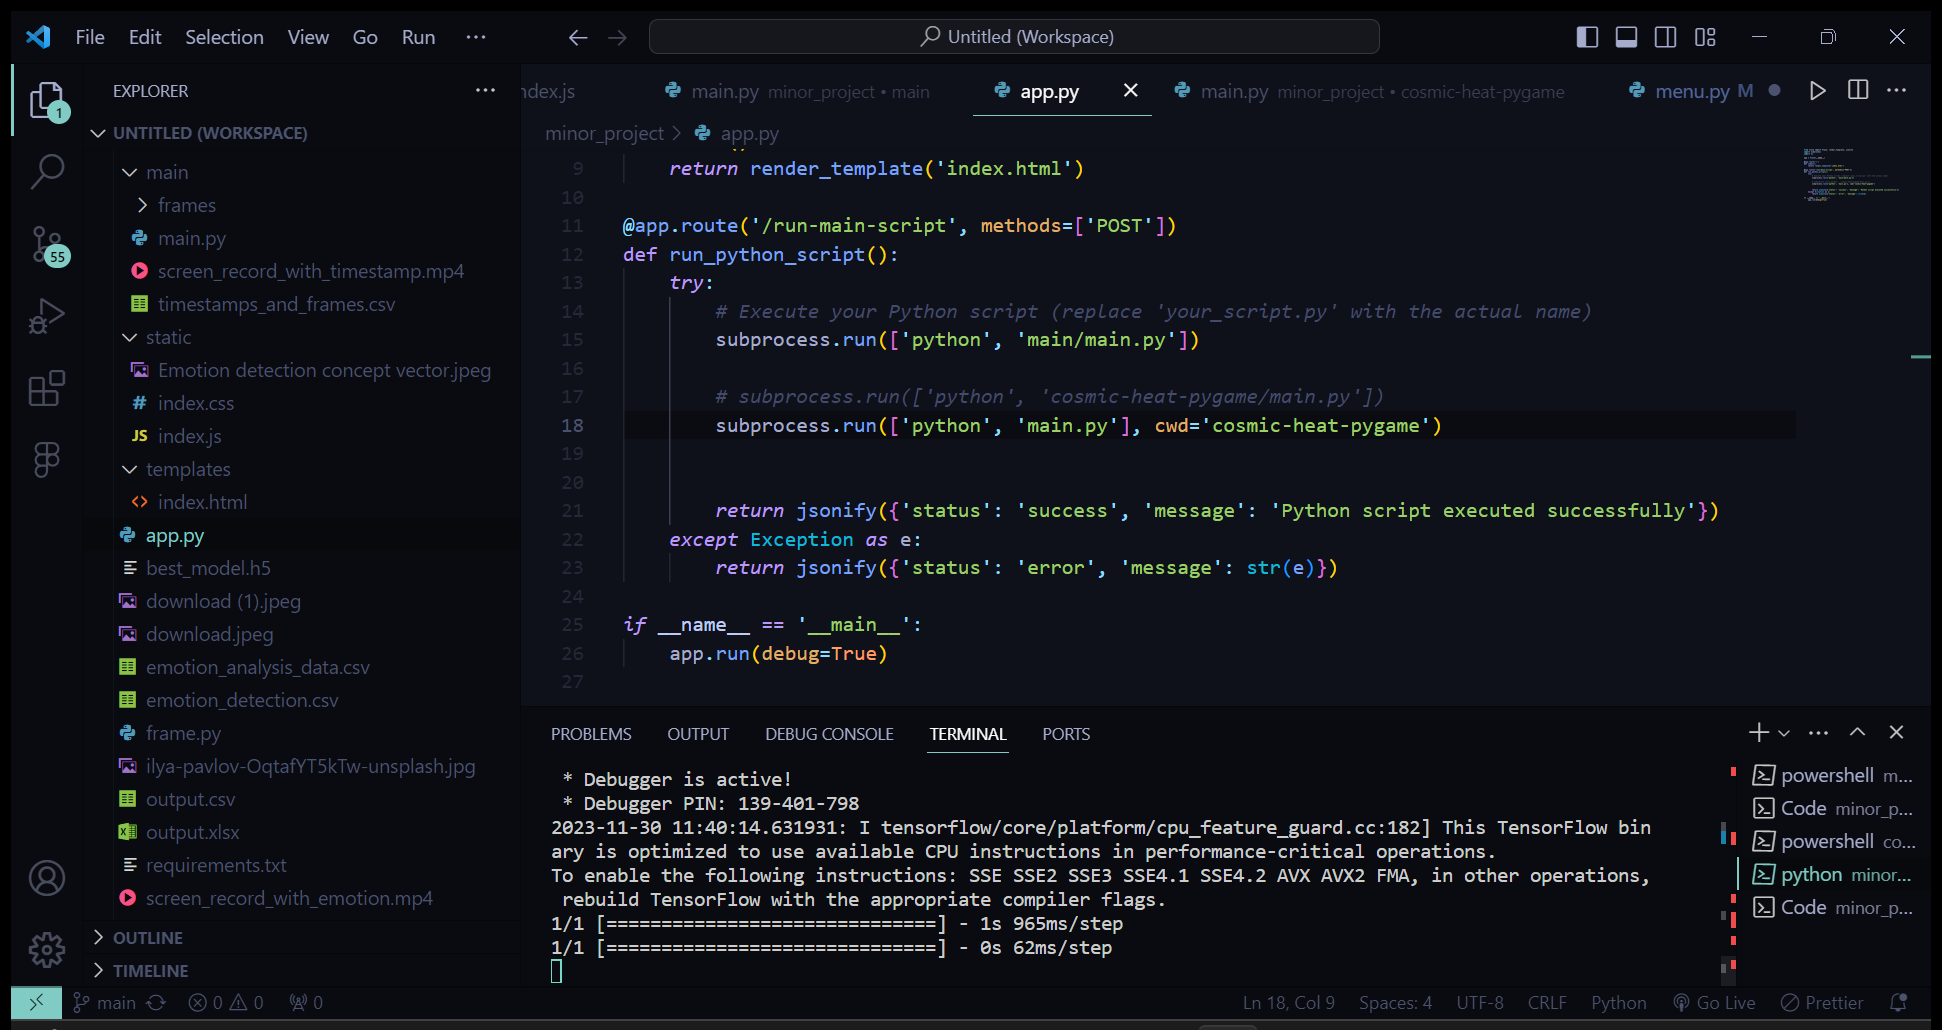 File Edit Selection View Go Run ···
Untitled (Workspace)
EXPLORER
1
UNTITLED (WORKSPACE)
main
frames
main.py
screen_record_with_timestamp.mp4
timestamps_and_frames.csv
static
Emotion detection concept vector.jpeg
# index.css
JS index.js
templates
<> index.html
app.py
best_model.h5
download (1).jpeg
download.jpeg
emotion_analysis_data.csv
emotion_detection.csv
frame.py
ilya-pavlov-OqtafYT5kTw-unsplash.jpg
output.csv
output.xlsx
requirements.txt
screen_record_with_emotion.mp4
OUTLINE
TIMELINE
55
ndex.js
main.py minor_project • main
app.py
main.py minor_project • cosmic-heat-pygame
menu.py M
minor_project > app.py
9 return render_template('index.html')
10
11 @app.route('/run-main-script', methods=['POST'])
12 def run_python_script():
13 try:
14 # Execute your Python script (replace 'your_script.py' with the actual name)
15 subprocess.run(['python', 'main/main.py'])
16
17 # subprocess.run(['python', 'cosmic-heat-pygame/main.py'])
18 subprocess.run(['python', 'main.py'], cwd='cosmic-heat-pygame')
19
20
21 return jsonify({'status': 'success', 'message': 'Python script executed successfully'})
22 except Exception as e:
23 return jsonify({'status': 'error', 'message': str(e)})
24
25 if __name__ == '__main__':
26 app.run(debug=True)
27
PROBLEMS OUTPUT DEBUG CONSOLE TERMINAL PORTS
* Debugger is active!
* Debugger PIN: 139-401-798
2023-11-30 11:40:14.631931: I tensorflow/core/platform/cpu_feature_guard.cc:182] This TensorFlow bin
ary is optimized to use available CPU instructions in performance-critical operations.
To enable the following instructions: SSE SSE2 SSE3 SSE4.1 SSE4.2 AVX AVX2 FMA, in other operations,
rebuild TensorFlow with the appropriate compiler flags.
1/1 [==============================] - 1s 965ms/step
1/1 [==============================] - 0s 62ms/step
powershell m...
Code minor_p...
powershell co...
python minor...
Code minor_p...
main 0 0 0
Ln 18, Col 9 Spaces: 4 UTF-8 CRLF Python Go Live Prettier